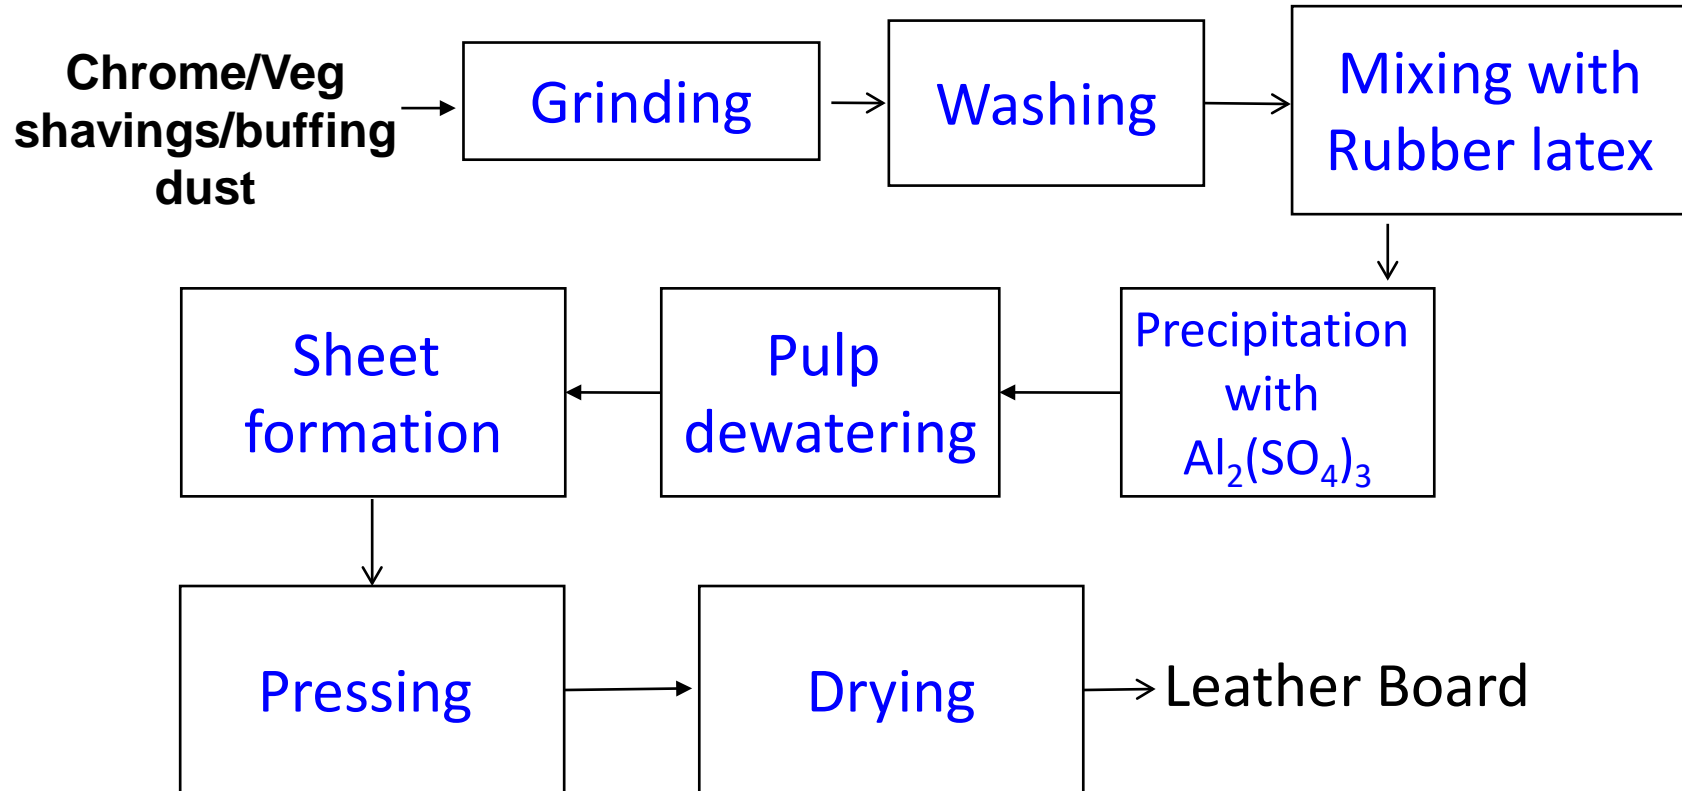 Chrome/Veg
shavings/buffing
dust
Grinding
Washing
Mixing with
Rubber latex
Precipitation
with
Al₂(SO₄)₃
Pulp
dewatering
Sheet
formation
Pressing
Drying
Leather Board